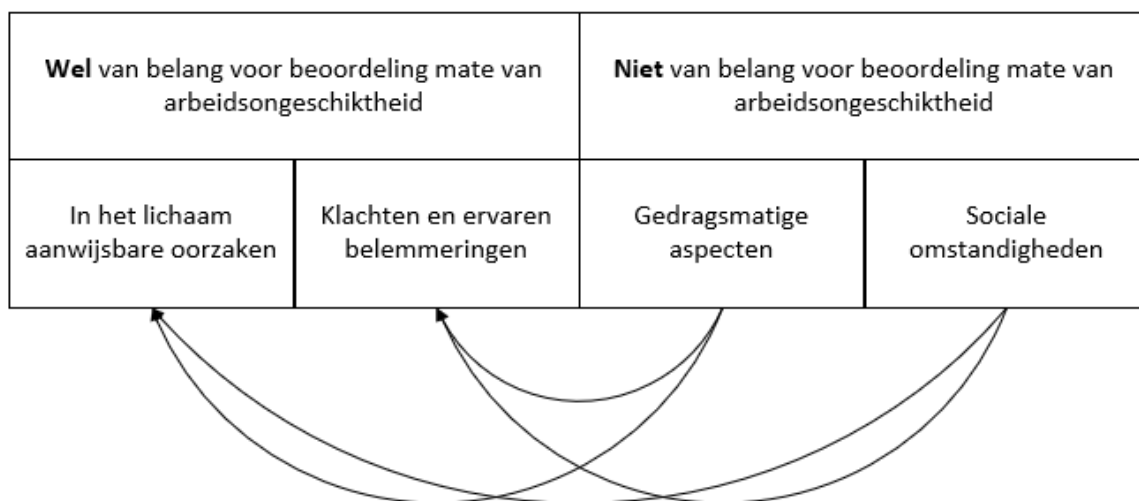 Wel van belang voor beoordeling mate van
arbeidsongeschiktheid
Niet van belang voor beoordeling mate van
arbeidsongeschiktheid
In het lichaam
aanwijsbare oorzaken
Klachten en ervaren
belemmeringen
Gedragsmatige
aspecten
Sociale
omstandigheden